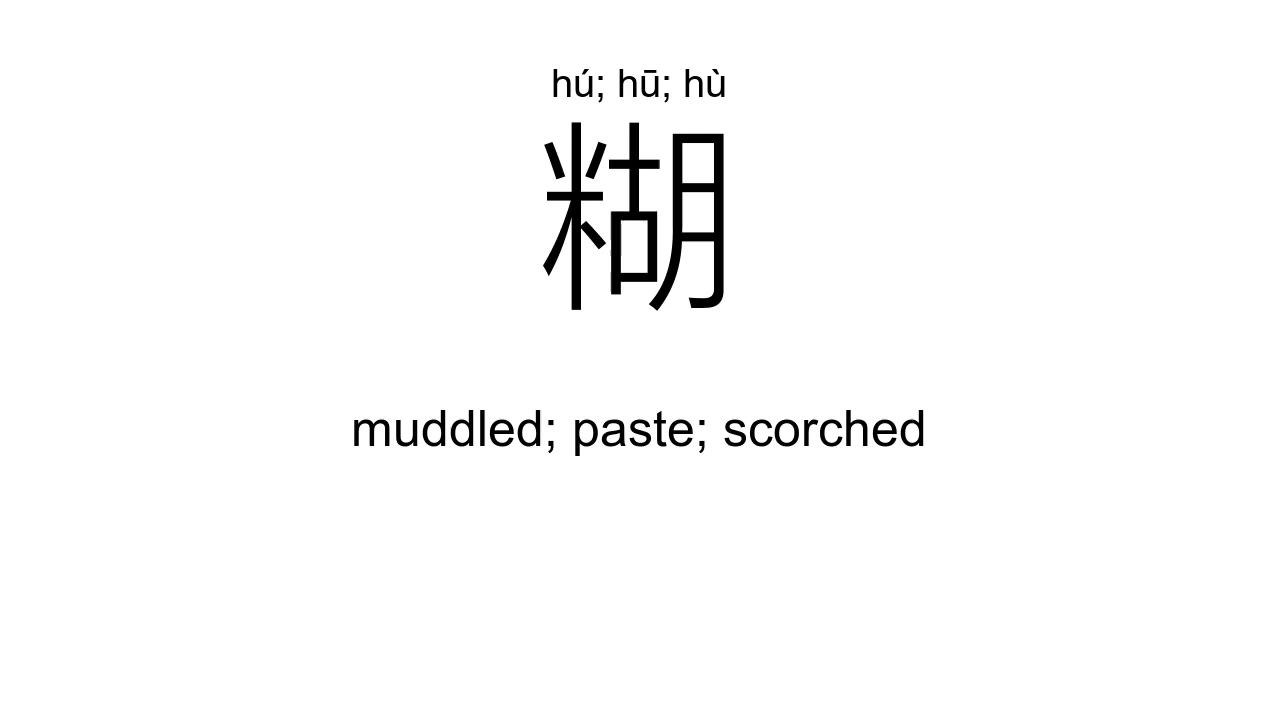 hú; hū; hù
糊
muddled; paste; scorched